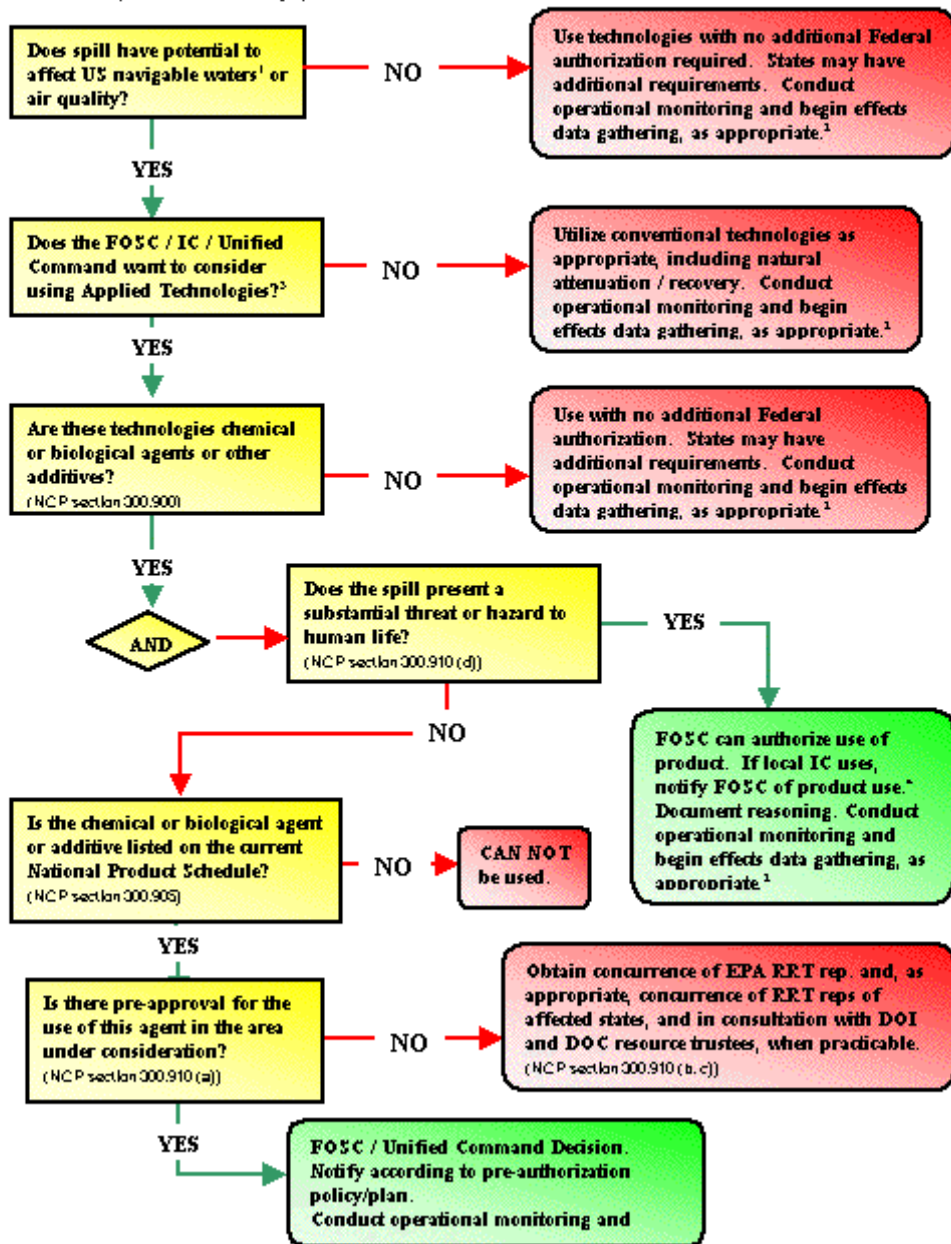 Does spill have potential to
affect US navigable waters¹ or
air quality?
NO
Use technologies with no additional Federal
authorization required. States may have
additional requirements. Conduct
operational monitoring and begin effects
data gathering, as appropriate.²
YES
Does the FOSC / IC / Unified
Command want to consider
using Applied Technologies?³
NO
Utilize conventional technologies as
appropriate, including natural
attenuation / recovery. Conduct
operational monitoring and begin
effects data gathering, as appropriate.²
YES
Are these technologies chemical
or biological agents or other
additives?
(NCP section 300.900)
NO
Use with no additional Federal
authorization. States may have
additional requirements. Conduct
operational monitoring and begin effects
data gathering, as appropriate.²
YES
AND
Does the spill present a
substantial threat or hazard to
human life?
(NCP section 300.910 (d))
YES
FOSC can authorize use of
product. If local IC uses,
notify FOSC of product use.⁴
Document reasoning. Conduct
operational monitoring and
begin effects data gathering, as
appropriate.²
NO
Is the chemical or biological agent
or additive listed on the current
National Product Schedule?
(NCP section 300.905)
NO
CAN NOT
be used.
YES
Is there pre-approval for the
use of this agent in the area
under consideration?
(NCP section 300.910 (a))
NO
Obtain concurrence of EPA RRT rep. and, as
appropriate, concurrence of RRT reps of
affected states, and in consultation with DOI
and DOC resource trustees, when practicable.
(NCP section 300.910 (b, c))
YES
FOSC / Unified Command Decision.
Notify according to pre-authorization
policy/plan.
Conduct operational monitoring and